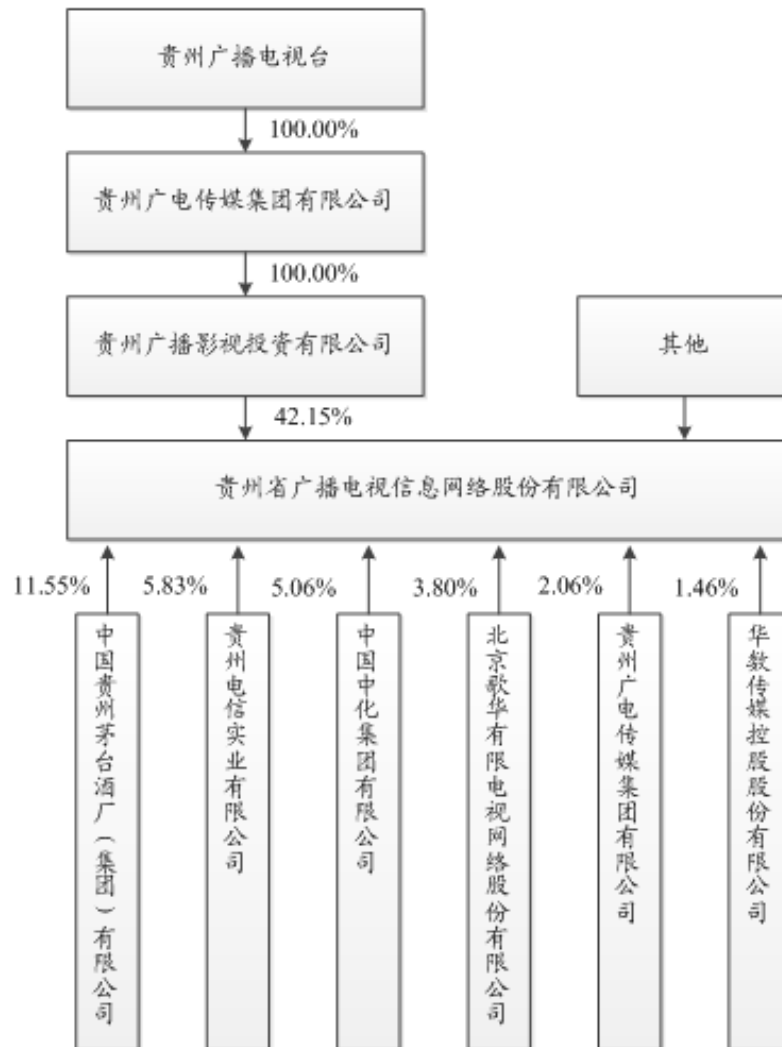 贵州广播电视台
100.00%
贵州广电传媒集团有限公司
100.00%
贵州广播影视投资有限公司
其他
42.15%
贵州省广播电视信息网络股份有限公司
11.55%
5.83%
5.06%
3.80%
2.06%
1.46%
中国贵州茅台酒厂（集团）有限公司
贵州电信实业有限公司
中国中化集团有限公司
北京歌华有限电视网络股份有限公司
贵州广电传媒集团有限公司
华数传媒控股股份有限公司